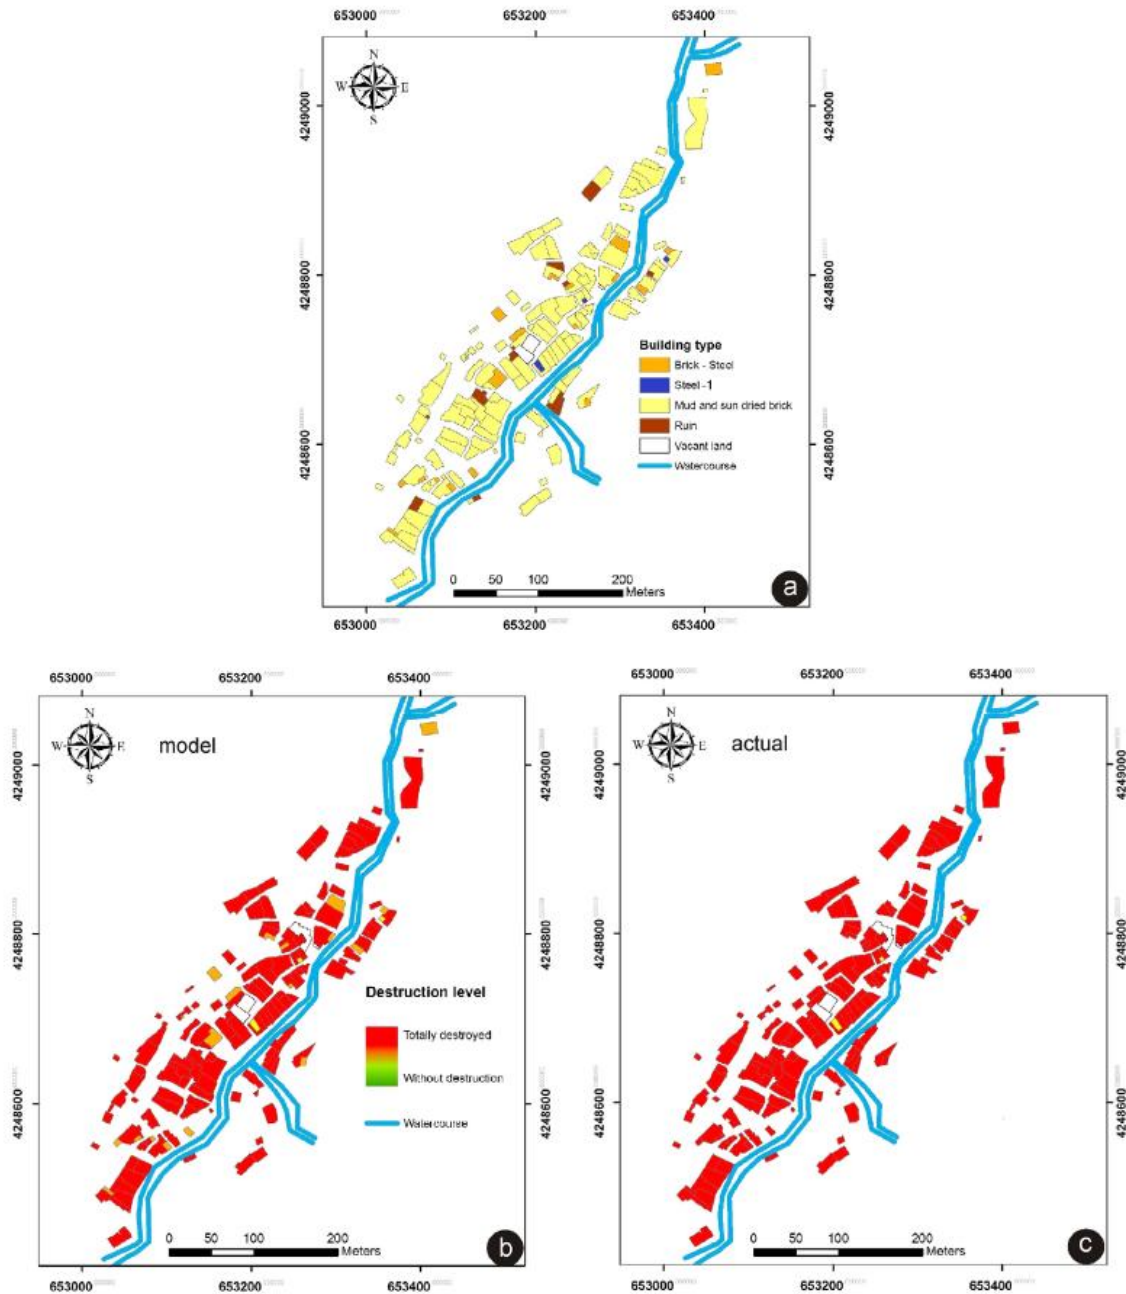 653000 653200 653400
N
W E
S
4249000 4249000
4248800 4248800
Building type
Brick - Steel
Steel -1
Mud and sun dried brick
Ruin
Vacant land
Watercourse
4248600 4248600
0 50 100 200
Meters
a
653000 653200 653400
653000 653200 653400
N
W E
S
model
4249000 4249000
4248800 4248800
Destruction level
Totally destroyed
Without destruction
Watercourse
4248600 4248600
0 50 100 200
Meters
b
653000 653200 653400
653000 653200 653400
N
W E
S
actual
4249000 4249000
4248800 4248800
4248600 4248600
0 50 100 200
Meters
c
653000 653200 653400